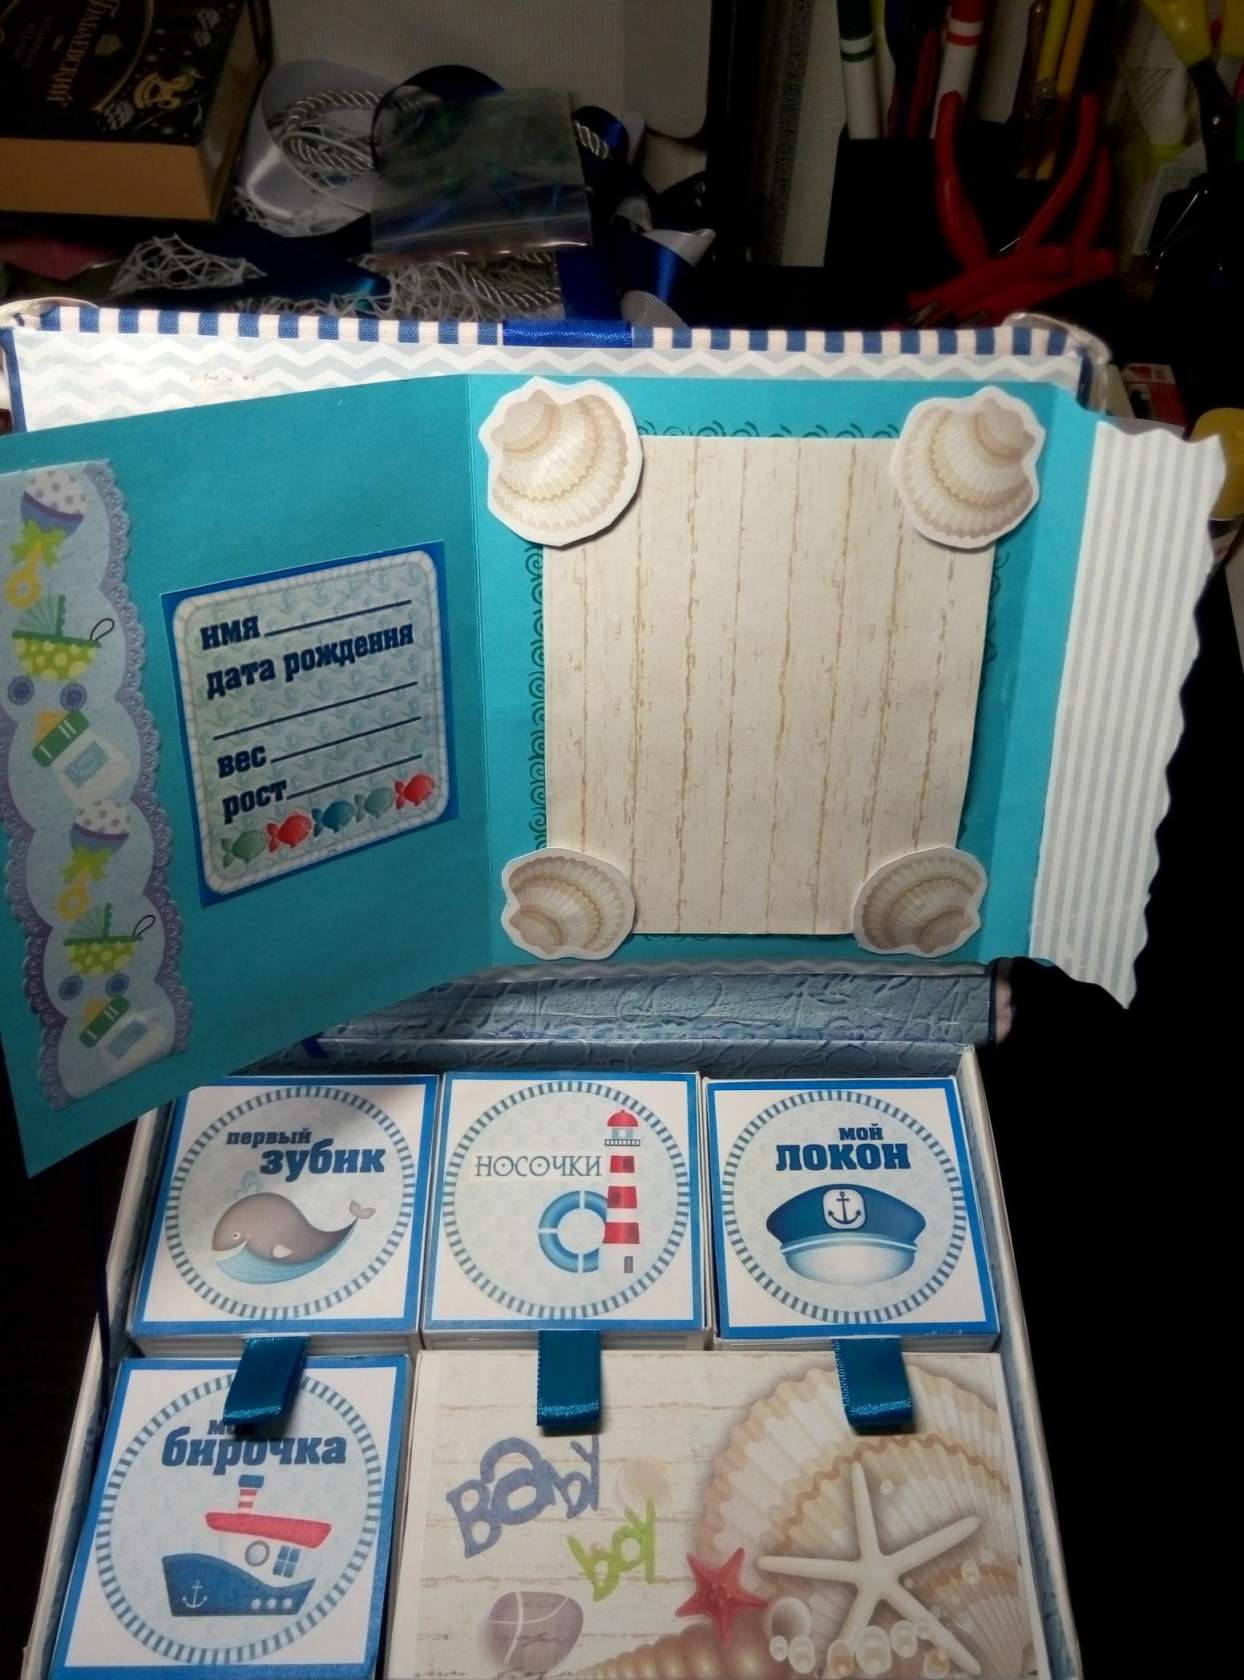 имя
дата рождения
вес
рост
первый
зубик
НОСОЧКИ
мой
локон
бирочка
Baby
boy